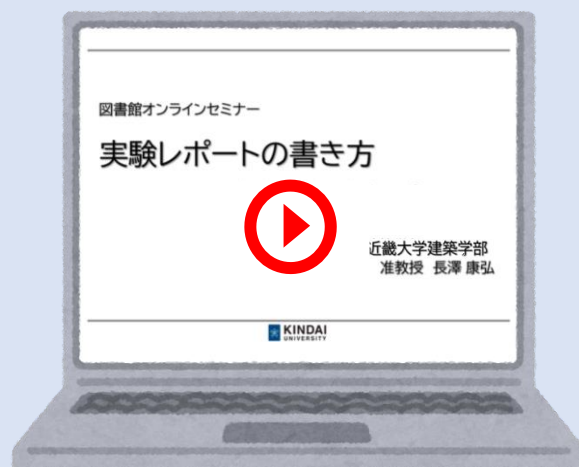 図書館オンラインセミナー
実験レポートの書き方
近畿大学建築学部
准教授 長澤 康弘
KINDAI
UNIVERSITY